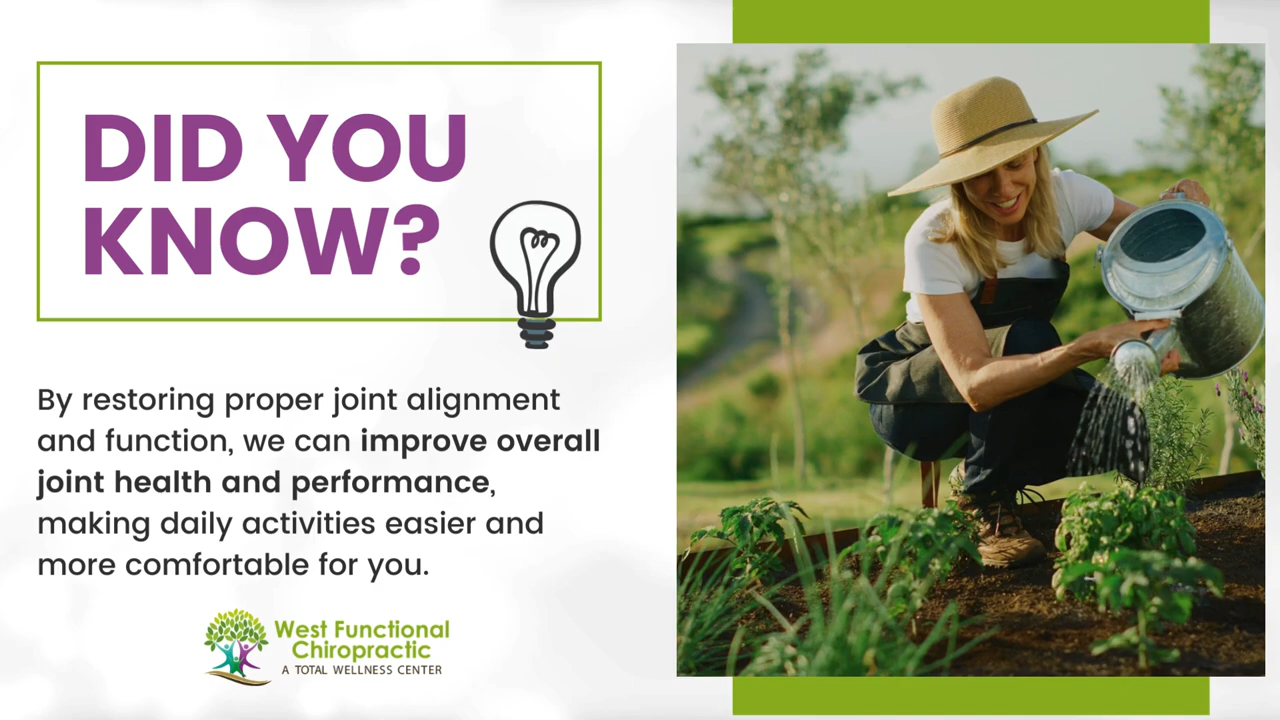 DID YOU
KNOW?
By restoring proper joint alignment
and function, we can improve overall
joint health and performance,
making daily activities easier and
more comfortable for you.
West Functional
Chiropractic
A TOTAL WELLNESS CENTER